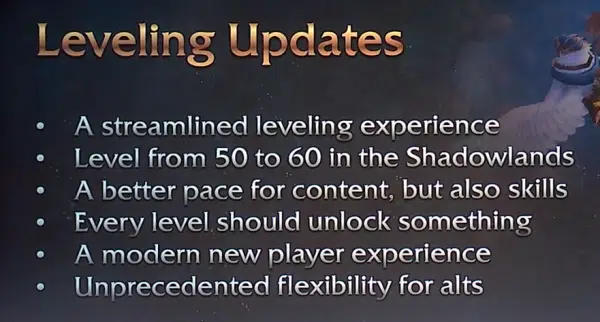 Leveling Updates
• A streamlined leveling experience
• Level from 50 to 60 in the Shadowlands
• A better pace for content, but also skills
• Every level should unlock something
• A modern new player experience
• Unprecedented flexibility for alts